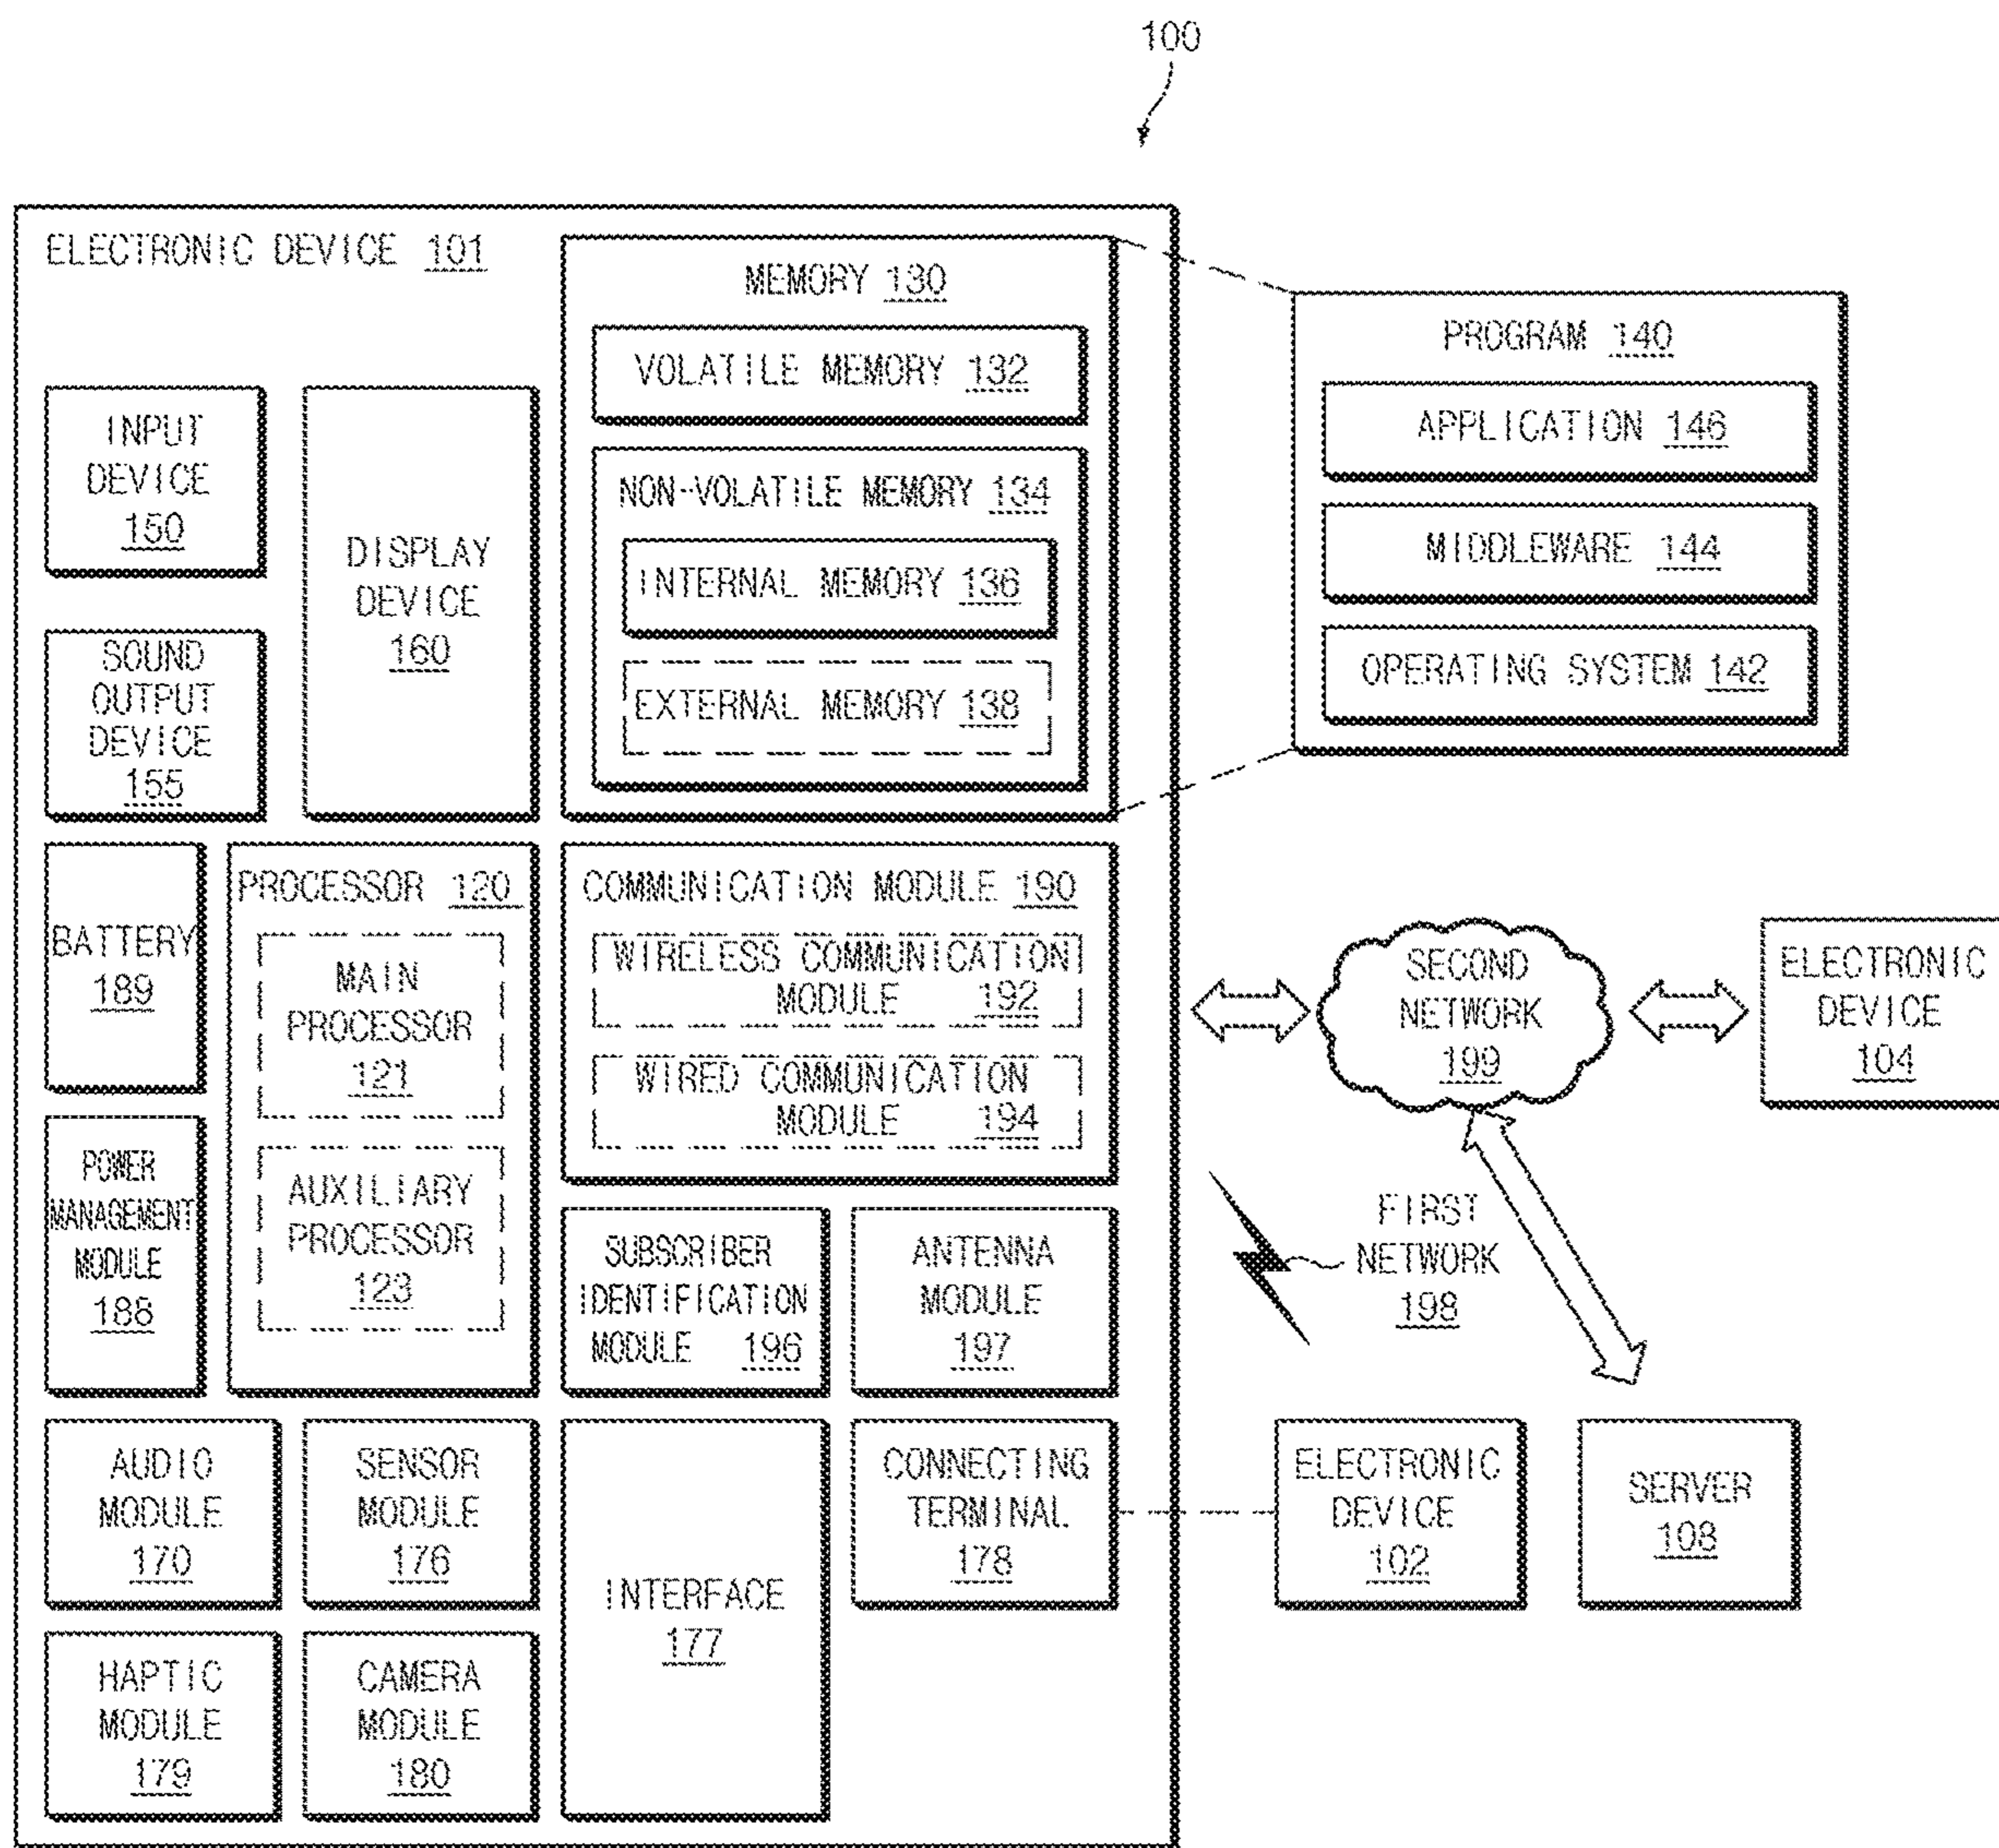 100
ELECTRONIC DEVICE 101
MEMORY 130
VOLATILE MEMORY 132
NON-VOLATILE MEMORY 134
INTERNAL MEMORY 136
EXTERNAL MEMORY 138
PROGRAM 140
APPLICATION 146
MIDDLEWARE 144
OPERATING SYSTEM 142
INPUT
DEVICE
150
SOUND
OUTPUT
DEVICE
155
DISPLAY
DEVICE
160
BATTERY
189
POWER
MANAGEMENT
MODULE
188
PROCESSOR 120
MAIN
PROCESSOR
121
AUXILIARY
PROCESSOR
123
COMMUNICATION MODULE 190
WIRELESS COMMUNICATION
MODULE 192
WIRED COMMUNICATION
MODULE 194
SUBSCRIBER
IDENTIFICATION
MODULE 196
ANTENNA
MODULE
197
SECOND
NETWORK
199
ELECTRONIC
DEVICE
104
FIRST
NETWORK
198
AUDIO
MODULE
170
SENSOR
MODULE
176
INTERFACE
177
CONNECTING
TERMINAL
178
ELECTRONIC
DEVICE
102
SERVER
108
HAPTIC
MODULE
179
CAMERA
MODULE
180